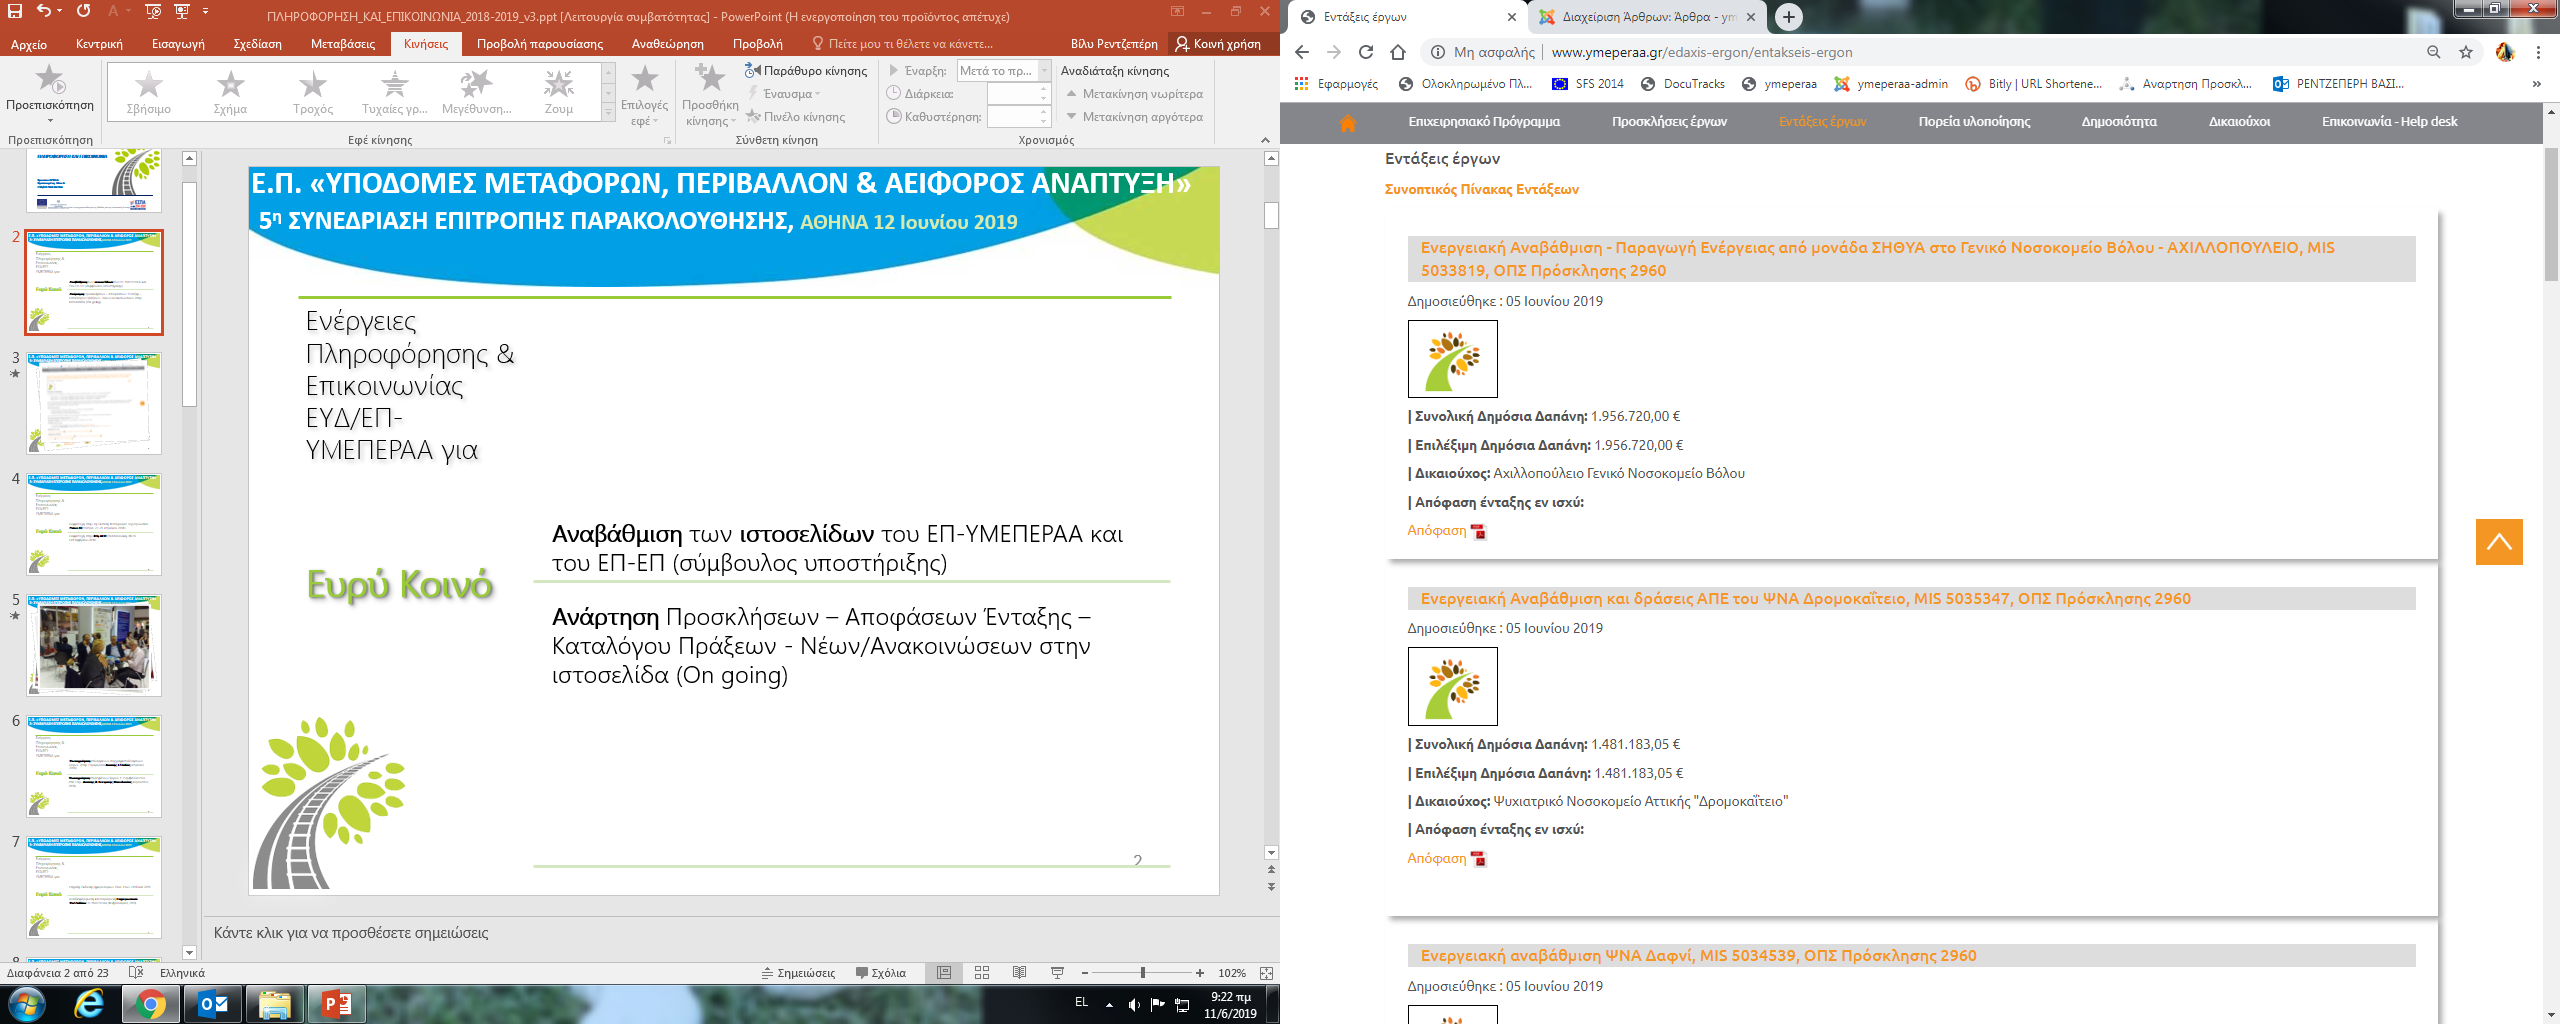 ΠΛΗΡΟΦΟΡΗΣΗ_ΚΑΙ_ΕΠΙΚΟΙΝΩΝΙΑ_2018-2019_v3.ppt [Λειτουργία συμβατότητας] - PowerPoint (Η ενεργοποίηση του προϊόντος απέτυχε)
Αρχείο Κεντρική Εισαγωγή Σχεδίαση Μεταβάσεις Κινήσεις Προβολή παρουσίασης Αναθεώρηση Προβολή Πείτε μου τι θέλετε να κάνετε... Βίλυ Ρεντζεπέρη Κοινή χρήση
Προεπισκόπηση
Σβήσιμο Σχήμα Τροχός Τυχαίες γρ... Μεγέθυνση... Ζουμ
Επιλογές εφέ
Προσθήκη κίνησης
Παράθυρο κίνησης
Έναυσμα
Πινέλο κίνησης
Έναρξη: Μετά το πρ...
Διάρκεια:
Καθυστέρηση:
Αναδιάταξη κίνησης
Μετακίνηση νωρίτερα
Μετακίνηση αργότερα
Προεπισκόπηση Εφέ κίνησης Σύνθετη κίνηση Χρονισμός
2
3
4
5
6
7
8
Ε.Π. «ΥΠΟΔΟΜΕΣ ΜΕΤΑΦΟΡΩΝ, ΠΕΡΙΒΑΛΛΟΝ & ΑΕΙΦΟΡΟΣ ΑΝΑΠΤΥΞΗ»
5η ΣΥΝΕΔΡΙΑΣΗ ΕΠΙΤΡΟΠΗΣ ΠΑΡΑΚΟΛΟΥΘΗΣΗΣ, ΑΘΗΝΑ 12 Ιουνίου 2019
Ενέργειες
Πληροφόρησης &
Επικοινωνίας
ΕΥΔ/ΕΠ-
ΥΜΕΠΕΡΑΑ για
Ευρύ Κοινό
Αναβάθμιση των ιστοσελίδων του ΕΠ-ΥΜΕΠΕΡΑΑ και
του ΕΠ-ΕΠ (σύμβουλος υποστήριξης)
Ανάρτηση Προσκλήσεων – Αποφάσεων Ένταξης –
Καταλόγου Πράξεων - Νέων/Ανακοινώσεων στην
ιστοσελίδα (On going)
2
Κάντε κλικ για να προσθέσετε σημειώσεις
Διαφάνεια 2 από 23 Ελληνικά Σημειώσεις Σχόλια 102%
EL 9:22 πμ
11/6/2019
Εντάξεις έργων Διαχείριση Άρθρων: Άρθρα - ym
Μη ασφαλής www.ymeperaa.gr/edaxis-ergon/entakseis-ergon
Εφαρμογές Ολοκληρωμένο Πλ... SFS 2014 DocuTracks ymeperaa ymeperaa-admin Bitly | URL Shortene... Αναρτηση Προσκλ... ΡΕΝΤΖΕΠΕΡΗ ΒΑΣΙ... »
Επιχειρησιακό Πρόγραμμα Προσκλήσεις έργων Εντάξεις έργων Πορεία υλοποίησης Δημοσιότητα Δικαιούχοι Επικοινωνία - Help desk
Εντάξεις έργων
Συνοπτικός Πίνακας Εντάξεων
Ενεργειακή Αναβάθμιση - Παραγωγή Ενέργειας από μονάδα ΣΗΘΥΑ στο Γενικό Νοσοκομείο Βόλου - ΑΧΙΛΛΟΠΟΥΛΕΙΟ, MIS
5033819, ΟΠΣ Πρόσκλησης 2960
Δημοσιεύθηκε : 05 Ιουνίου 2019
| Συνολική Δημόσια Δαπάνη: 1.956.720,00 €
| Επιλέξιμη Δημόσια Δαπάνη: 1.956.720,00 €
| Δικαιούχος: Αχιλλοπούλειο Γενικό Νοσοκομείο Βόλου
| Απόφαση ένταξης εν ισχύ:
Απόφαση
Ενεργειακή Αναβάθμιση και δράσεις ΑΠΕ του ΨΝΑ Δρομοκαΐτειο, MIS 5035347, ΟΠΣ Πρόσκλησης 2960
Δημοσιεύθηκε : 05 Ιουνίου 2019
| Συνολική Δημόσια Δαπάνη: 1.481.183,05 €
| Επιλέξιμη Δημόσια Δαπάνη: 1.481.183,05 €
| Δικαιούχος: Ψυχιατρικό Νοσοκομείο Αττικής "Δρομοκαΐτειο"
| Απόφαση ένταξης εν ισχύ:
Απόφαση
Ενεργειακή αναβάθμιση ΨΝΑ Δαφνί, MIS 5034539, ΟΠΣ Πρόσκλησης 2960
Δημοσιεύθηκε : 05 Ιουνίου 2019